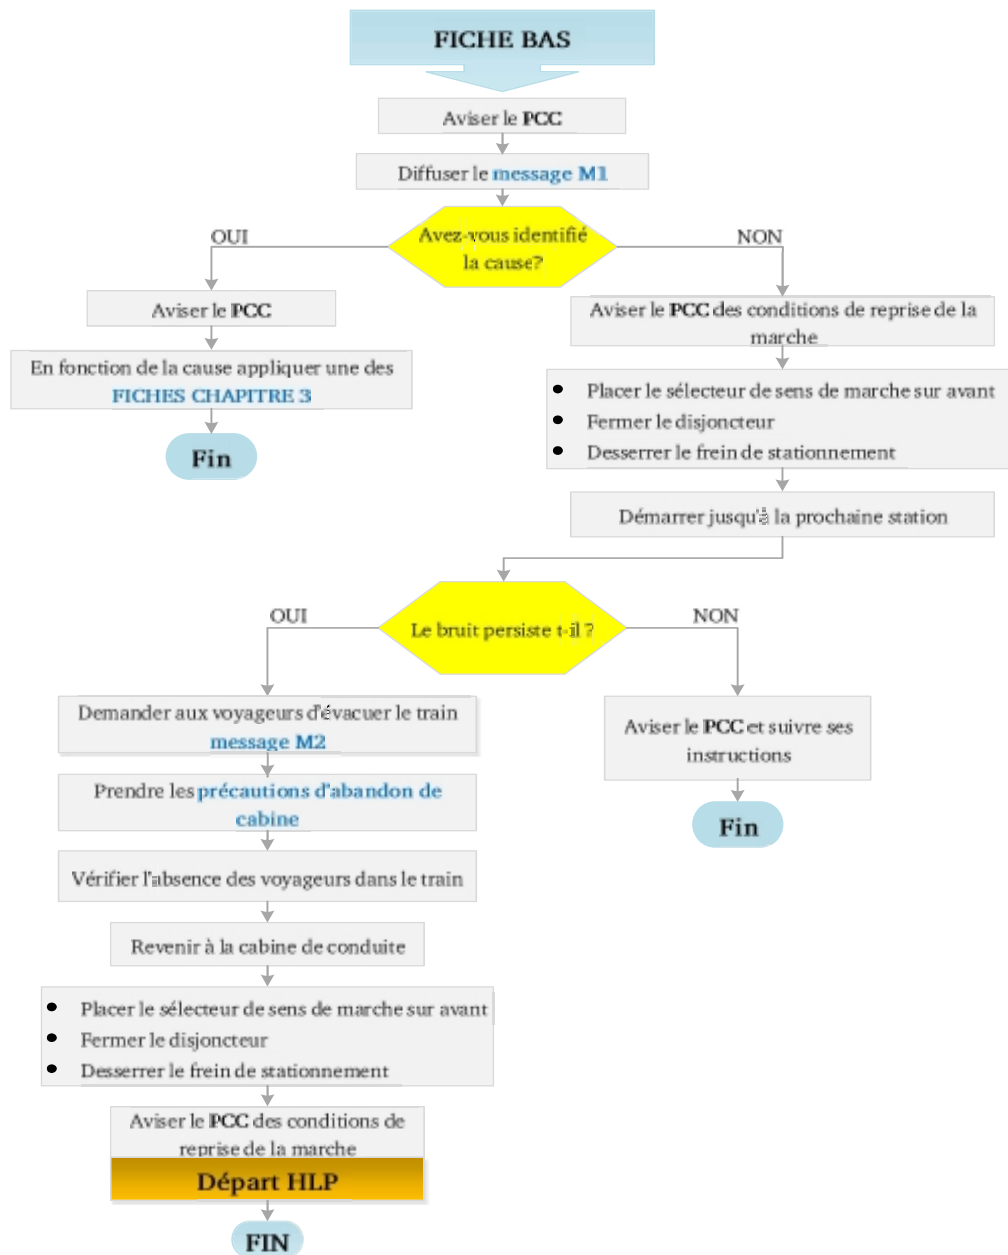 FICHE BAS
Aviser le PCC
Diffuser le message M1
Avez-vous identifié
la cause?
OUI
NON
Aviser le PCC
En fonction de la cause appliquer une des
FICHES CHAPITRE 3
Fin
Aviser le PCC des conditions de reprise de la
marche
• Placer le sélecteur de sens de marche sur avant
• Fermer le disjoncteur
• Desserrer le frein de stationnement
Démarrer jusqu'à la prochaine station
Le bruit persiste t-il ?
OUI
NON
Demander aux voyageurs d'évacuer le train
message M2
Prendre les précautions d'abandon de
cabine
Vérifier l'absence des voyageurs dans le train
Revenir à la cabine de conduite
• Placer le sélecteur de sens de marche sur avant
• Fermer le disjoncteur
• Desserrer le frein de stationnement
Aviser le PCC des conditions de
reprise de la marche
Départ HLP
FIN
Aviser le PCC et suivre ses
instructions
Fin